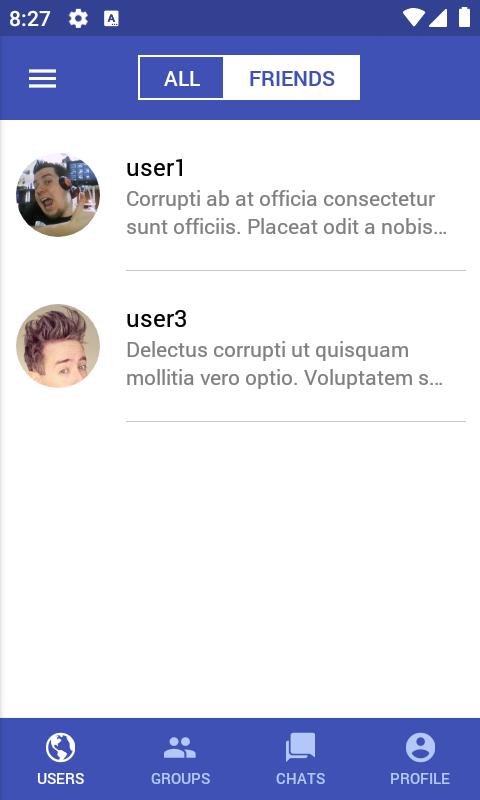 8:27
ALL FRIENDS
user1
Corrupti ab at officia consectetur
sunt officiis. Placeat odit a nobis...
user3
Delectus corrupti ut quisquam
mollitia vero optio. Voluptatem s...
USERS GROUPS CHATS PROFILE